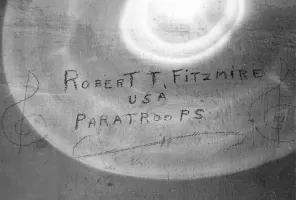 ROBERT T. FITZMIRE
USA
PARATROOPS